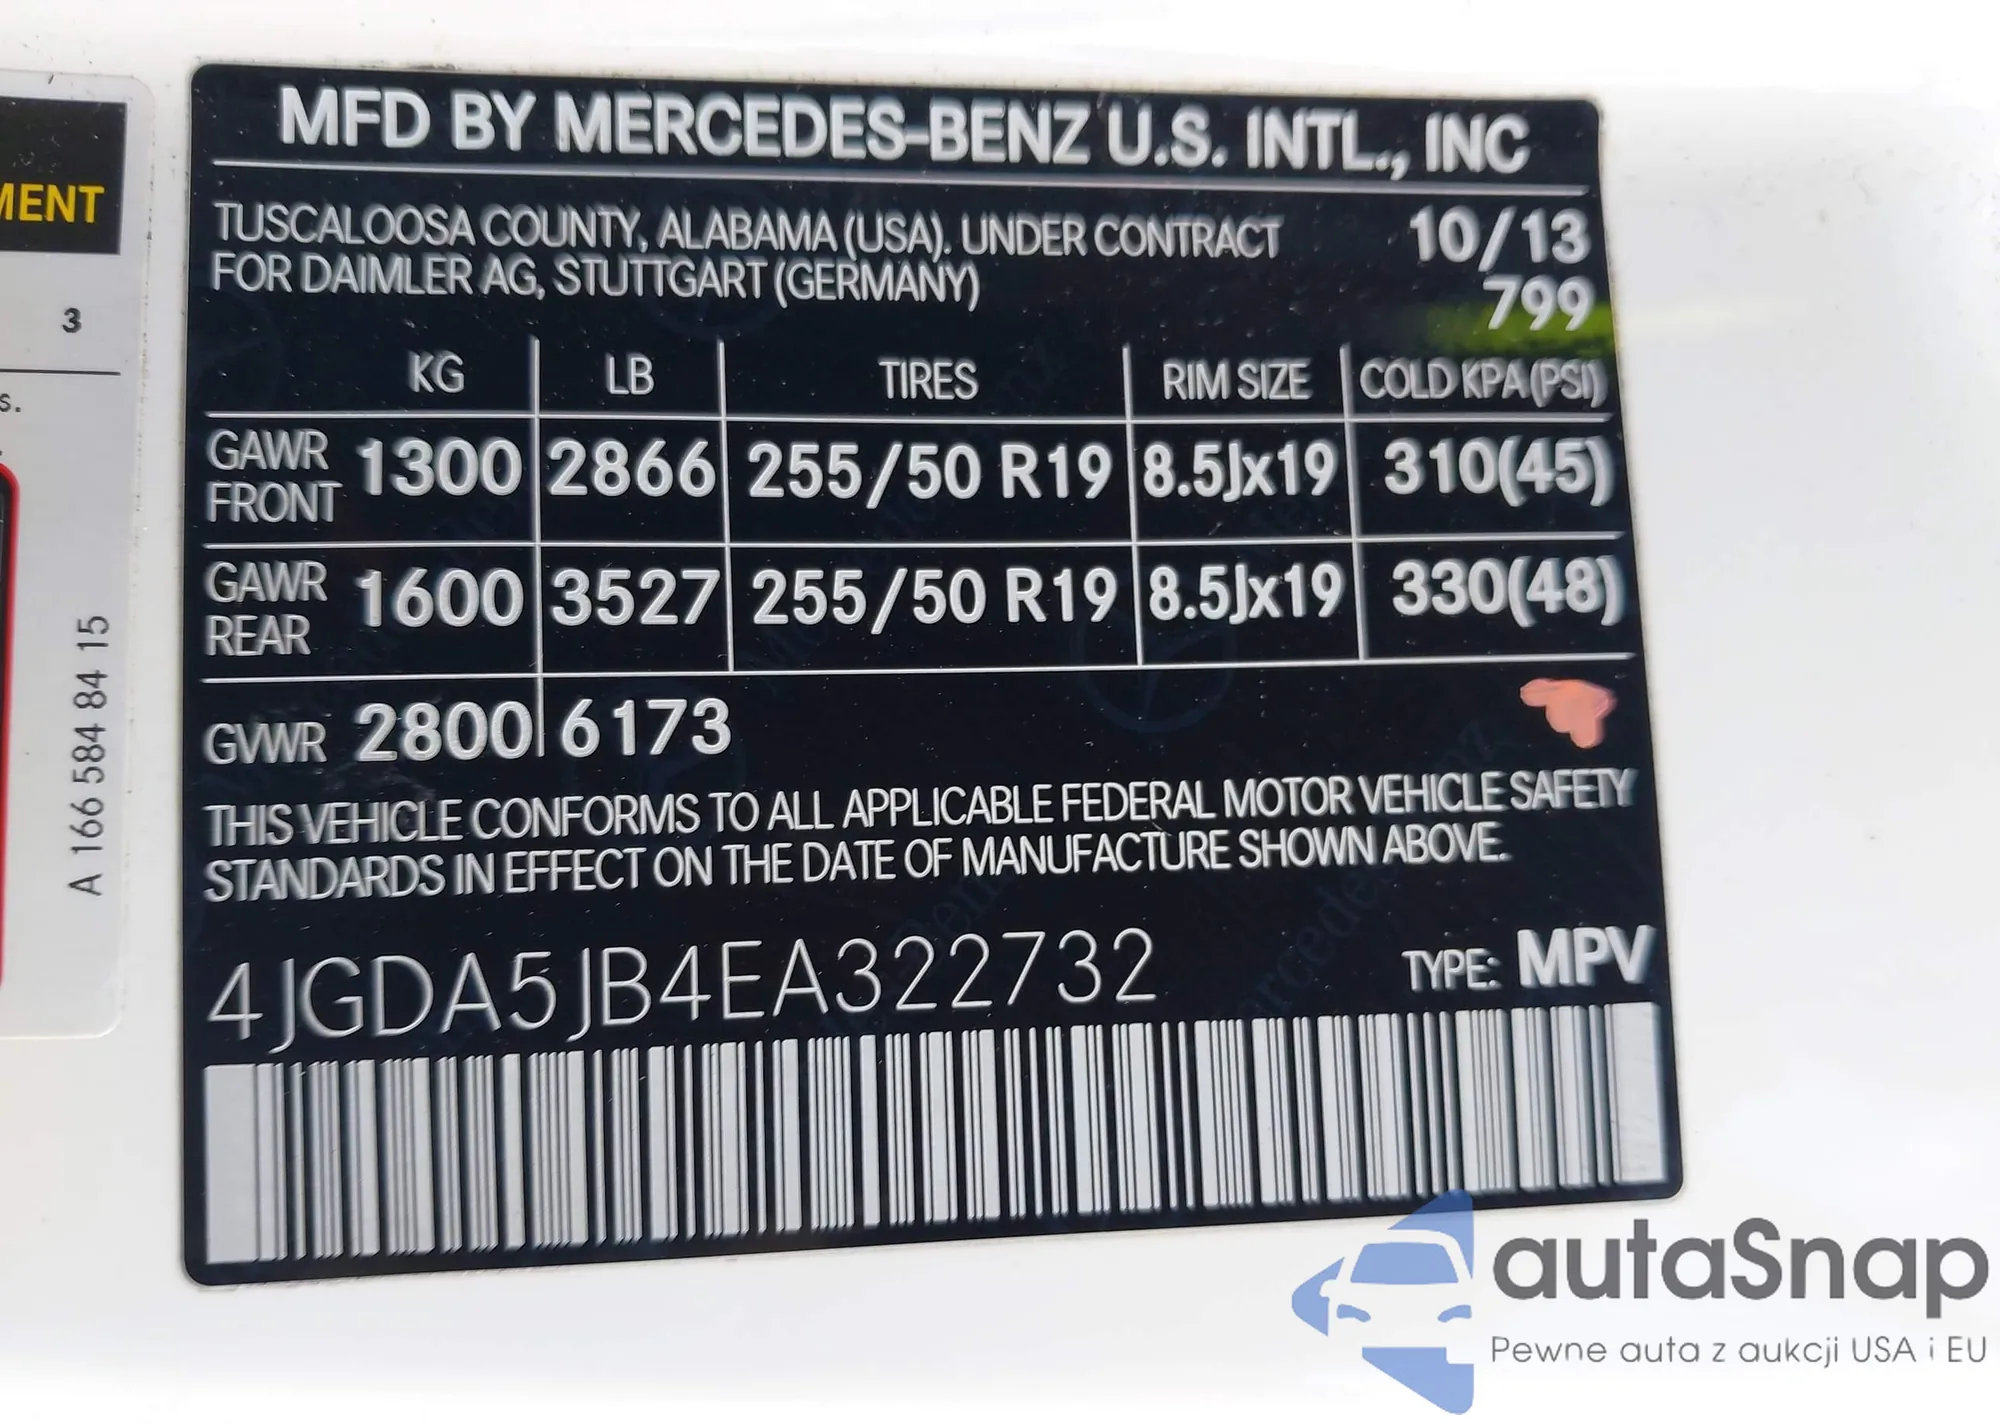 MENT
3
s.
A 166 584 84 15
MFD BY MERCEDES-BENZ U.S. INTL., INC
TUSCALOOSA COUNTY, ALABAMA (USA). UNDER CONTRACT 10/13
FOR DAIMLER AG, STUTTGART (GERMANY) 799
KG LB TIRES RIM SIZE COLD KPA (PSI)
GAWR FRONT 1300 2866 255/50 R19 8.5Jx19 310(45)
GAWR REAR 1600 3527 255/50 R19 8.5Jx19 330(48)
GVWR 2800 6173
THIS VEHICLE CONFORMS TO ALL APPLICABLE FEDERAL MOTOR VEHICLE SAFETY
STANDARDS IN EFFECT ON THE DATE OF MANUFACTURE SHOWN ABOVE.
4JGDA5JB4EA322732 TYPE: MPV
autaSnap
Pewne auta z aukcji USA i EU